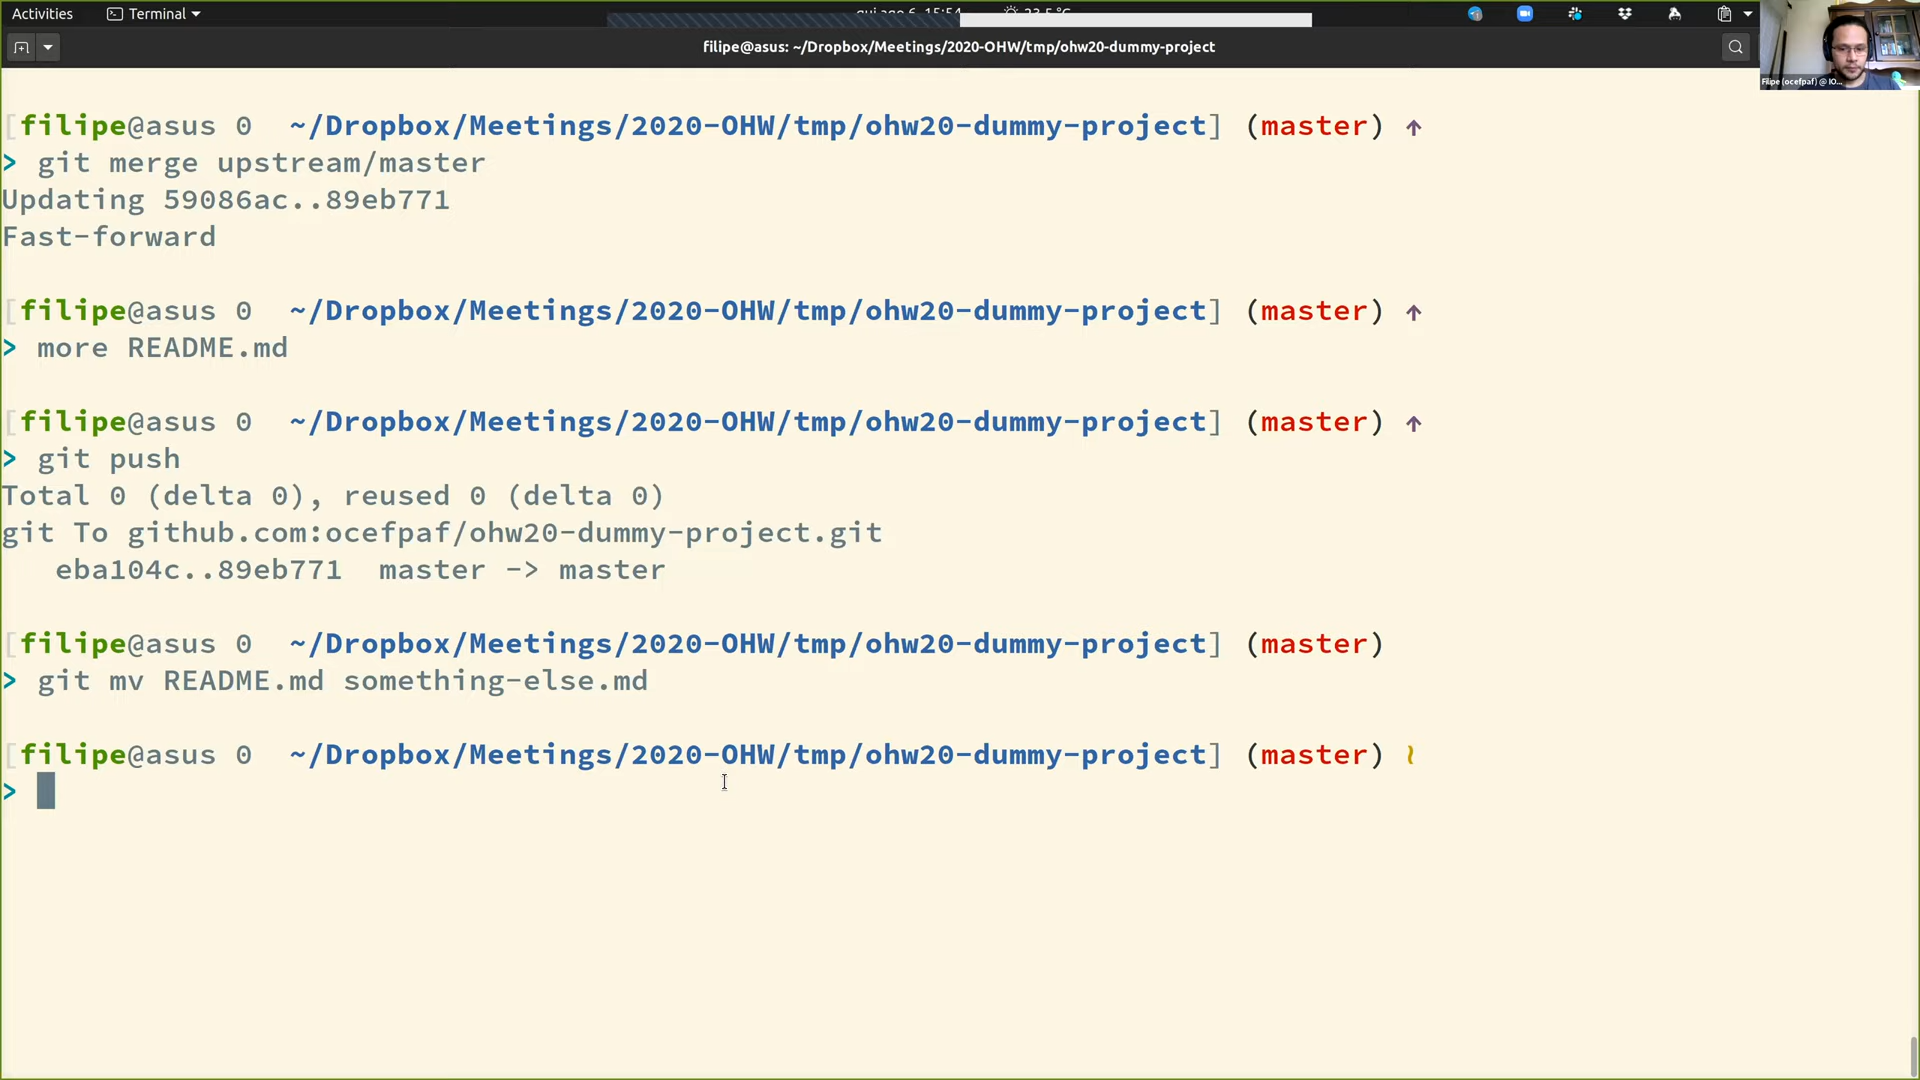 Activities
Terminal
filipe@asus: ~/Dropbox/Meetings/2020-OHW/tmp/ohw20-dummy-project
Filipe (ocefpaf) @ IO...
[filipe@asus 0 ~/Dropbox/Meetings/2020-OHW/tmp/ohw20-dummy-project] (master) ↑
> git merge upstream/master
Updating 59086ac..89eb771
Fast-forward
[filipe@asus 0 ~/Dropbox/Meetings/2020-OHW/tmp/ohw20-dummy-project] (master) ↑
> more README.md
[filipe@asus 0 ~/Dropbox/Meetings/2020-OHW/tmp/ohw20-dummy-project] (master) ↑
> git push
Total 0 (delta 0), reused 0 (delta 0)
git To github.com:ocefpaf/ohw20-dummy-project.git
eba104c..89eb771 master -> master
[filipe@asus 0 ~/Dropbox/Meetings/2020-OHW/tmp/ohw20-dummy-project] (master)
> git mv README.md something-else.md
[filipe@asus 0 ~/Dropbox/Meetings/2020-OHW/tmp/ohw20-dummy-project] (master) ≀
>